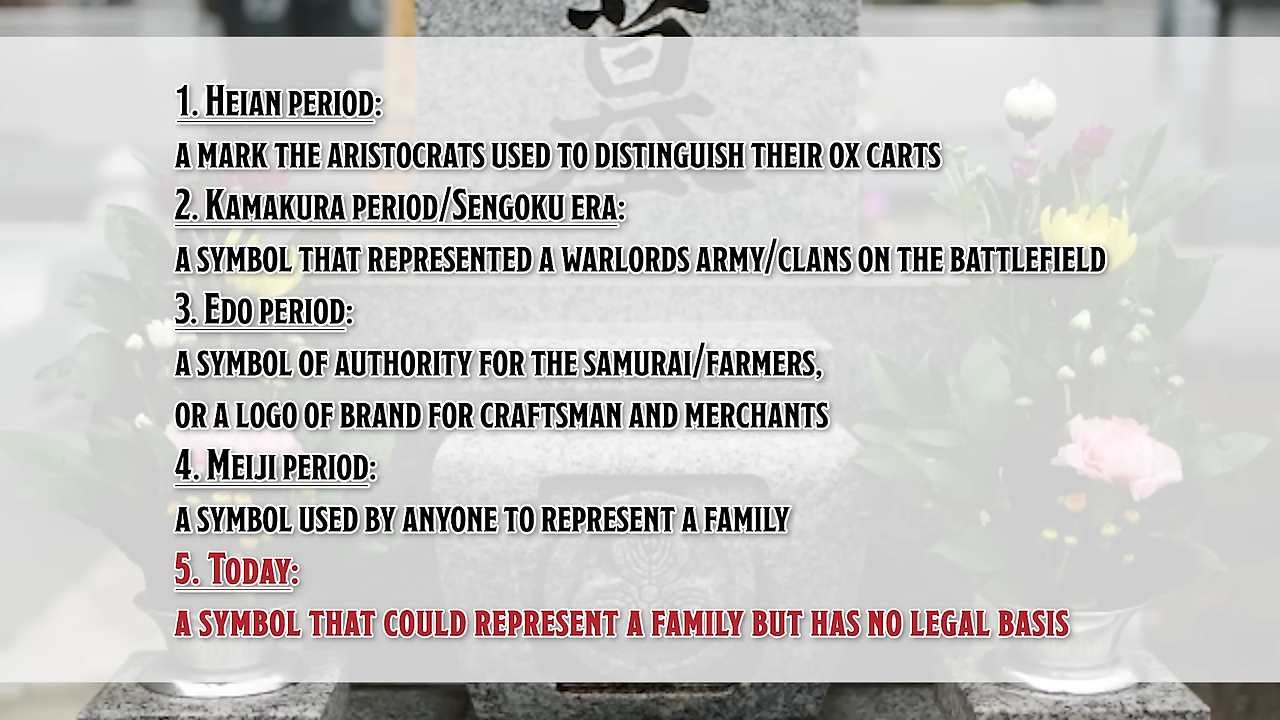 墓
1. Heian period:
a mark the aristocrats used to distinguish their ox carts
2. Kamakura period/Sengoku era:
a symbol that represented a warlords army/clans on the battlefield
3. Edo period:
a symbol of authority for the samurai/farmers,
or a logo of brand for craftsman and merchants
4. Meiji period:
a symbol used by anyone to represent a family
5. Today:
a symbol that could represent a family but has no legal basis